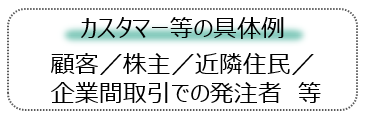 カスタマー等の具体例
顧客／株主／近隣住民／
企業間取引での発注者　等